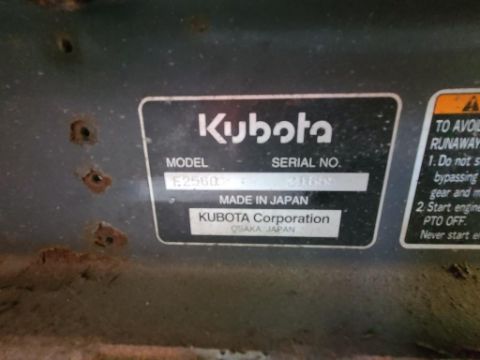 Kubota
MODEL SERIAL NO.
MADE IN JAPAN
KUBOTA Corporation
OSAKA JAPAN
TO AVOID
RUNAWAY
1. Do not s
bypassing
gear and m
2. Start engine
PTO OFF.
Never start e